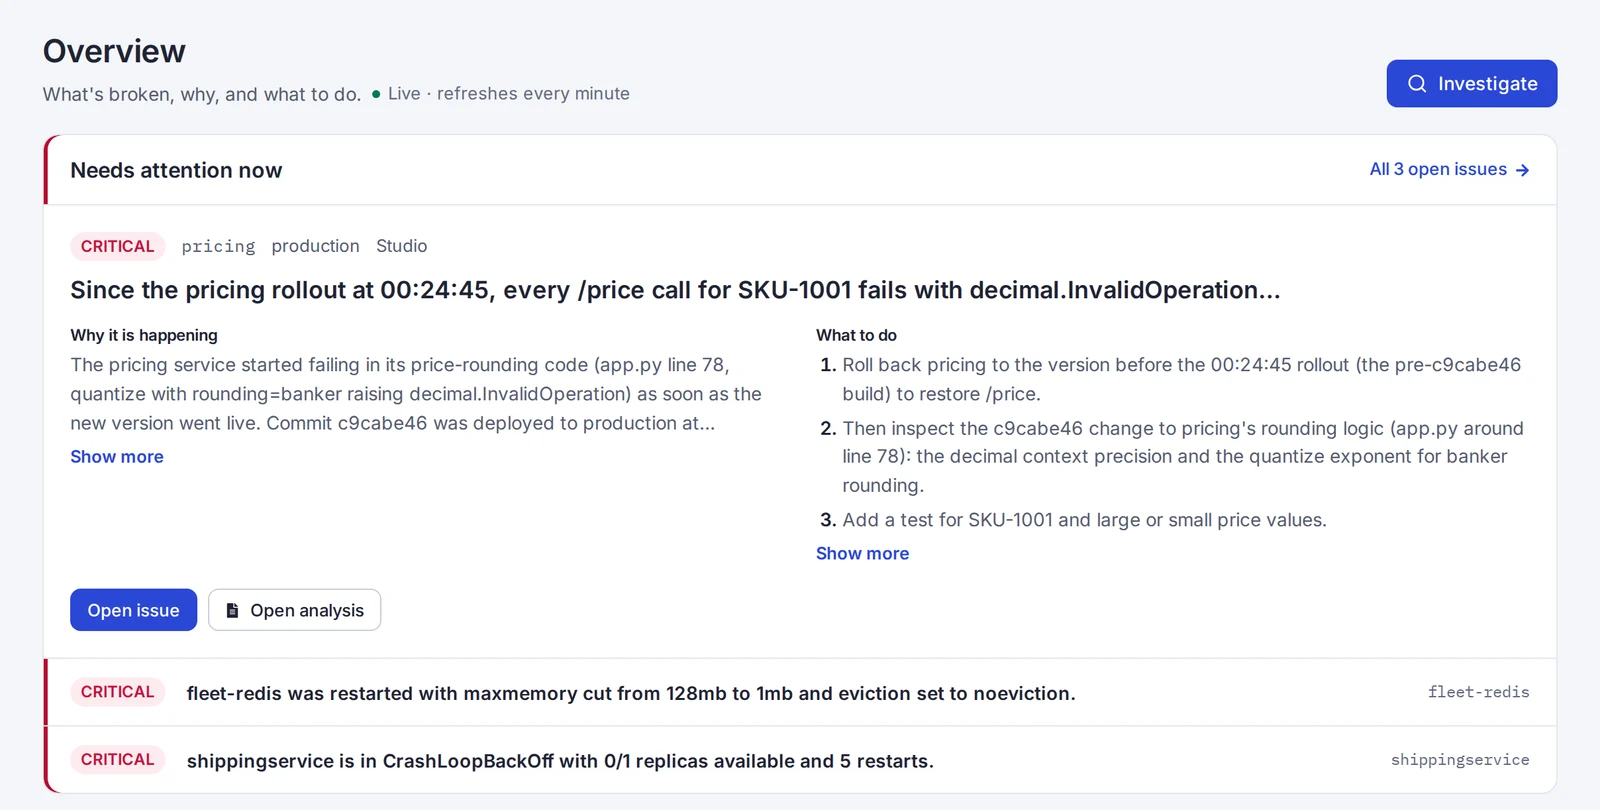 Overview
What's broken, why, and what to do. Live · refreshes every minute
Investigate
Needs attention now
All 3 open issues →
CRITICAL pricing production Studio
Since the pricing rollout at 00:24:45, every /price call for SKU-1001 fails with decimal.InvalidOperation...
Why it is happening
The pricing service started failing in its price-rounding code (app.py line 78,
quantize with rounding=banker raising decimal.InvalidOperation) as soon as the
new version went live. Commit c9cabe46 was deployed to production at...
Show more
What to do
1. Roll back pricing to the version before the 00:24:45 rollout (the pre-c9cabe46
build) to restore /price.
2. Then inspect the c9cabe46 change to pricing's rounding logic (app.py around
line 78): the decimal context precision and the quantize exponent for banker
rounding.
3. Add a test for SKU-1001 and large or small price values.
Show more
Open issue
Open analysis
CRITICAL fleet-redis was restarted with maxmemory cut from 128mb to 1mb and eviction set to noeviction. fleet-redis
CRITICAL shippingservice is in CrashLoopBackOff with 0/1 replicas available and 5 restarts. shippingservice